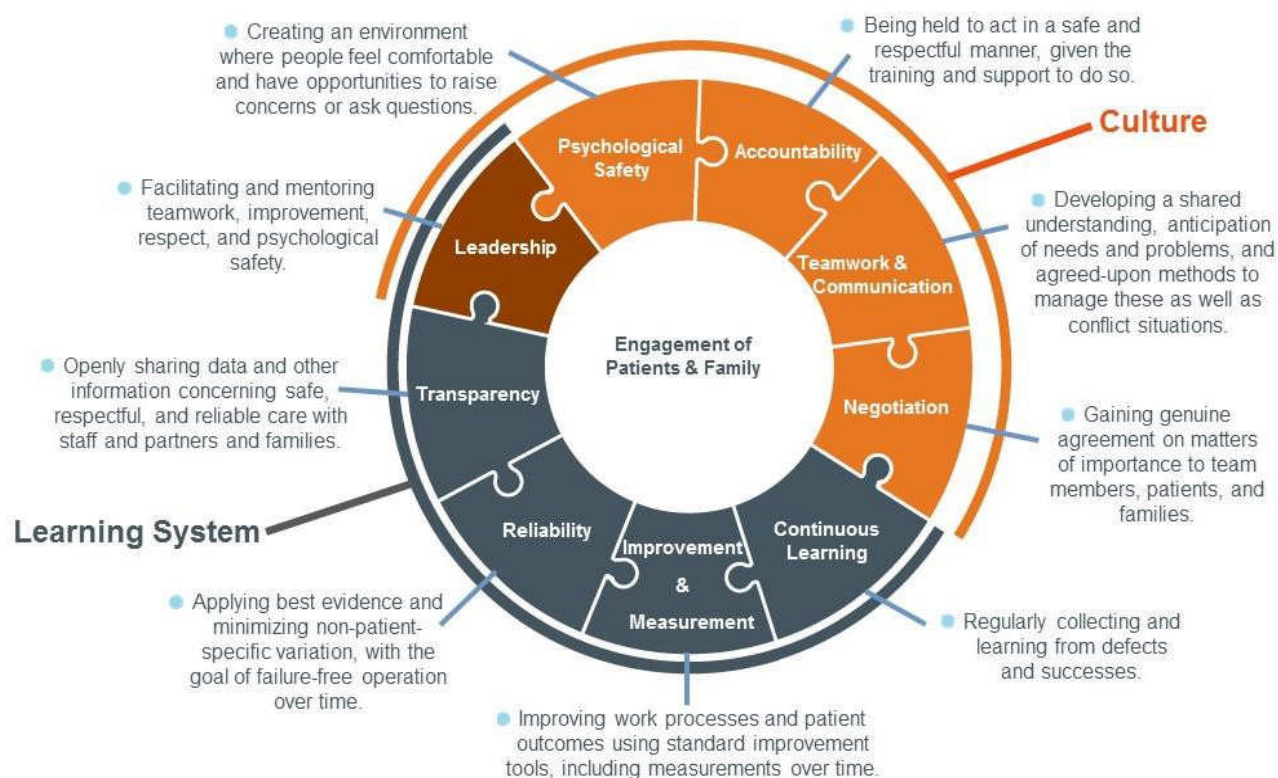 Creating an environment
where people feel comfortable
and have opportunities to raise
concerns or ask questions.
Being held to act in a safe and
respectful manner, given the
training and support to do so.
Culture
Psychological
Safety
Accountability
Facilitating and mentoring
teamwork, improvement,
respect, and psychological
safety.
Leadership
Teamwork &
Communication
Developing a shared
understanding, anticipation
of needs and problems, and
agreed-upon methods to
manage these as well as
conflict situations.
Engagement of
Patients & Family
Openly sharing data and other
information concerning safe,
respectful, and reliable care with
staff and partners and families.
Transparency
Negotiation
Gaining genuine
agreement on matters
of importance to team
members, patients, and
families.
Learning System
Reliability
Improvement
&
Measurement
Continuous
Learning
Applying best evidence and
minimizing non-patient-
specific variation, with the
goal of failure-free operation
over time.
Regularly collecting and
learning from defects
and successes.
Improving work processes and patient
outcomes using standard improvement
tools, including measurements over time.